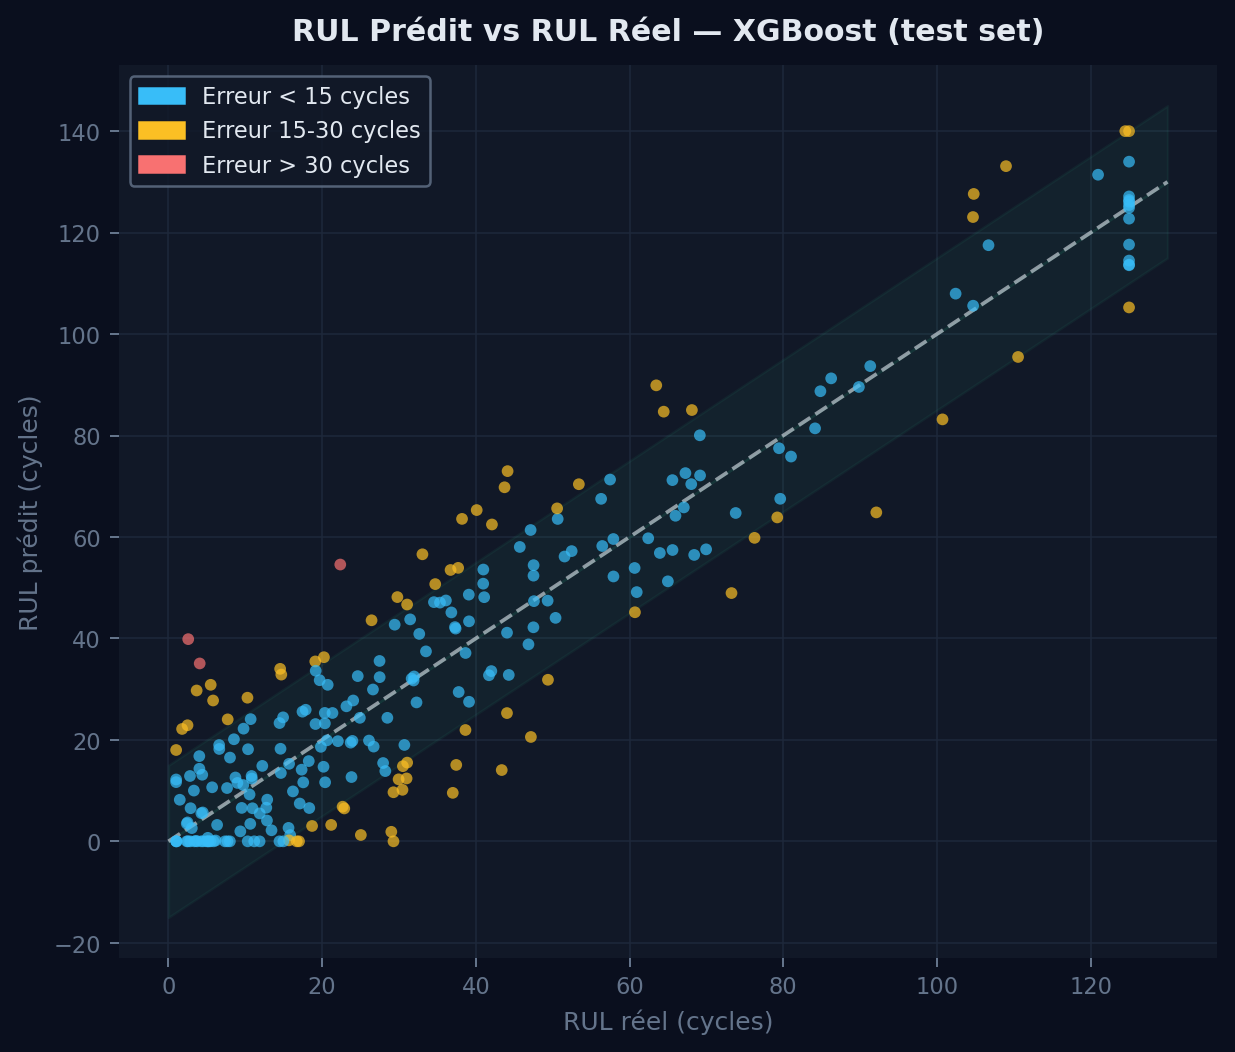 RUL Prédit vs RUL Réel — XGBoost (test set)
Erreur < 15 cycles
Erreur 15-30 cycles
Erreur > 30 cycles
RUL prédit (cycles)
140
120
100
80
60
40
20
0
−20
0 20 40 60 80 100 120
RUL réel (cycles)